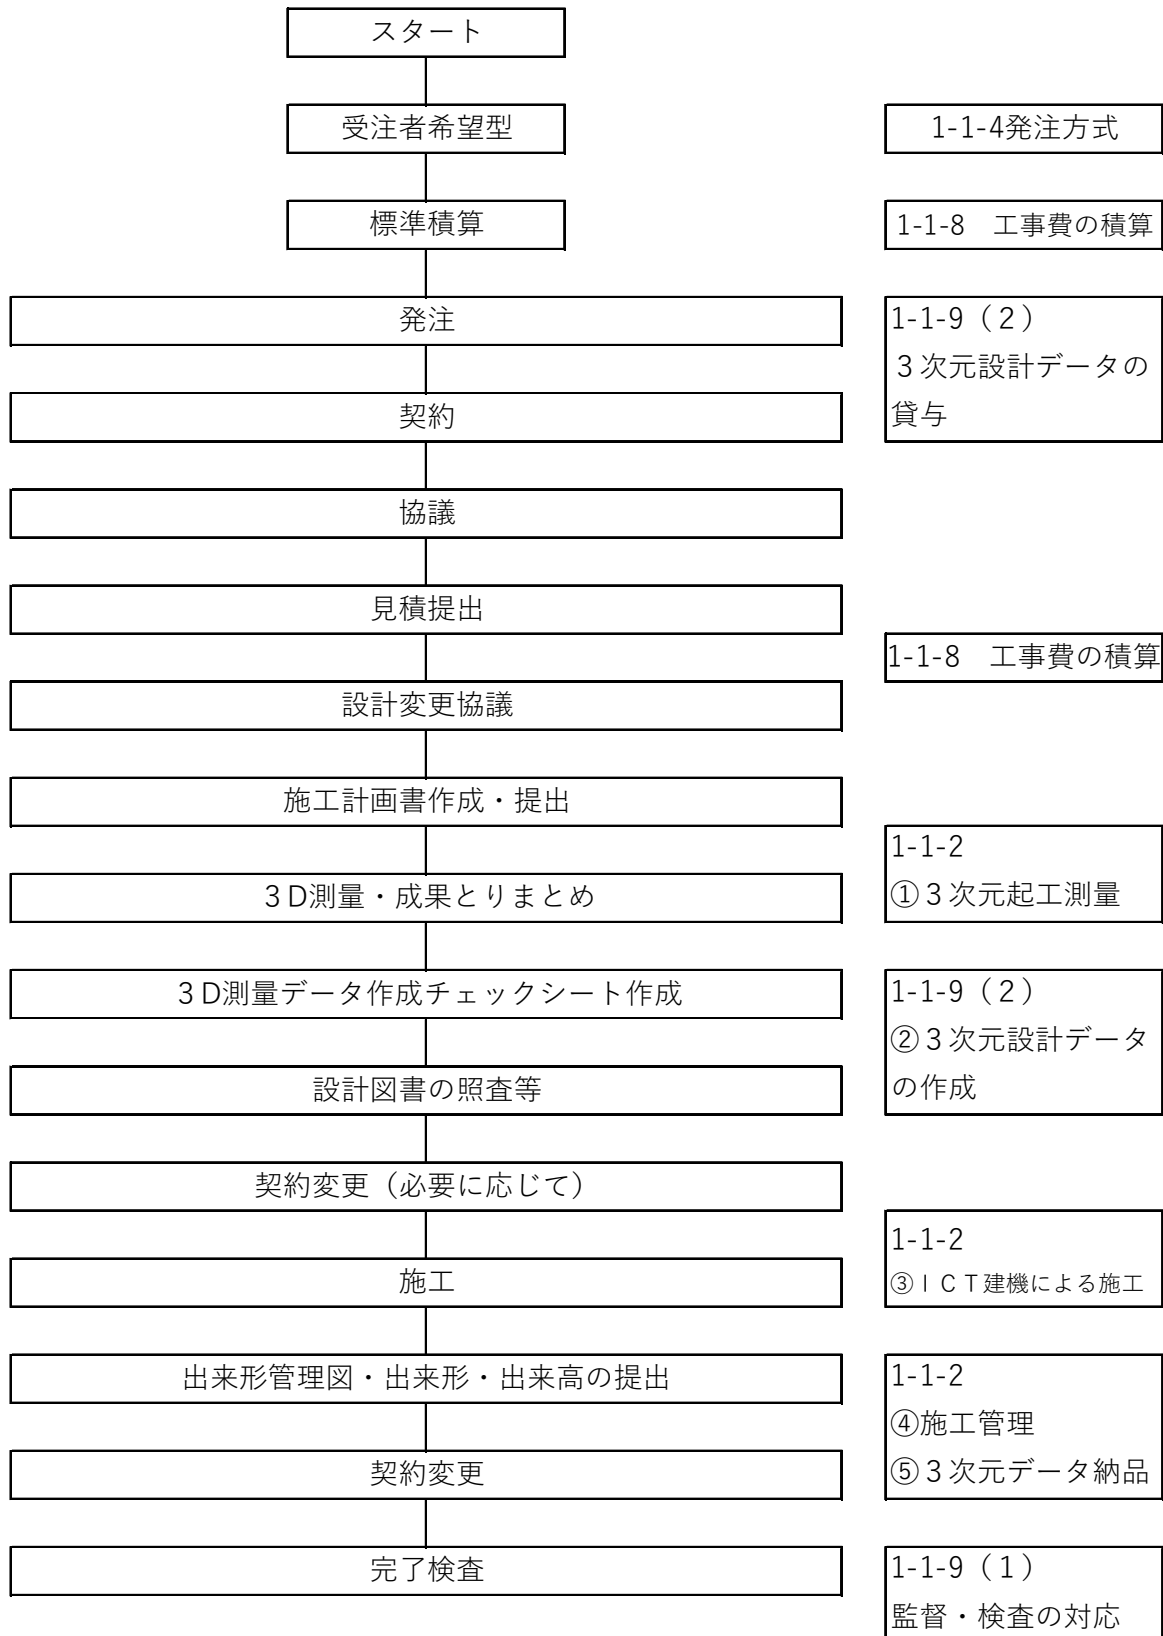 スタート
受注者希望型
1-1-4発注方式
標準積算
1-1-8　工事費の積算
発注
1-1-9（２）
３次元設計データの
貸与
契約
協議
見積提出
1-1-8　工事費の積算
設計変更協議
施工計画書作成・提出
1-1-2
①３次元起工測量
３D測量・成果とりまとめ
３D測量データ作成チェックシート作成
1-1-9（２）
②３次元設計データ
の作成
設計図書の照査等
契約変更（必要に応じて）
1-1-2
③ＩＣＴ建機による施工
施工
出来形管理図・出来形・出来高の提出
1-1-2
④施工管理
⑤３次元データ納品
契約変更
完了検査
1-1-9（１）
監督・検査の対応